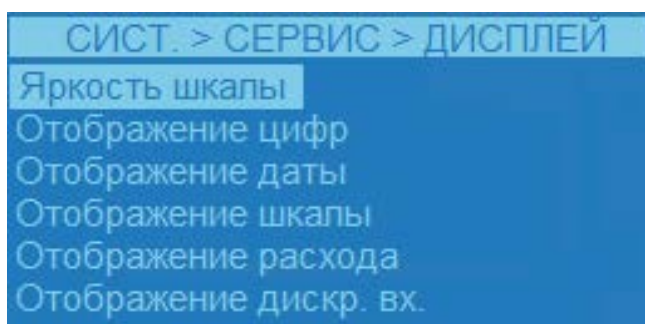 СИСТ. > СЕРВИС > ДИСПЛЕЙ
Яркость шкалы
Отображение цифр
Отображение даты
Отображение шкалы
Отображение расхода
Отображение дискр. вх.